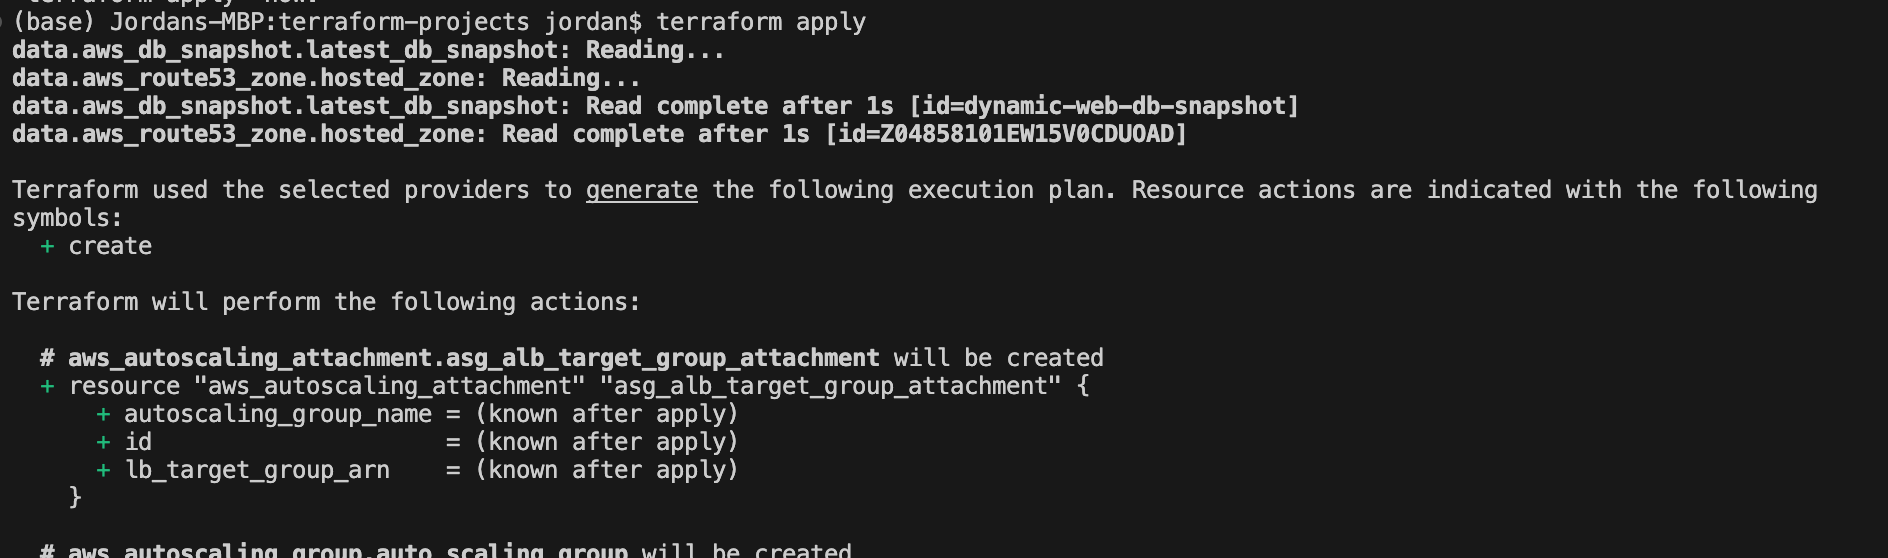 terraform apply" now.
(base) Jordans-MBP:terraform-projects jordan$ terraform apply
data.aws_db_snapshot.latest_db_snapshot: Reading...
data.aws_route53_zone.hosted_zone: Reading...
data.aws_db_snapshot.latest_db_snapshot: Read complete after 1s [id=dynamic-web-db-snapshot]
data.aws_route53_zone.hosted_zone: Read complete after 1s [id=Z04858101EW15V0CDUOAD]

Terraform used the selected providers to generate the following execution plan. Resource actions are indicated with the following
symbols:
  + create

Terraform will perform the following actions:

  # aws_autoscaling_attachment.asg_alb_target_group_attachment will be created
  + resource "aws_autoscaling_attachment" "asg_alb_target_group_attachment" {
      + autoscaling_group_name = (known after apply)
      + id                     = (known after apply)
      + lb_target_group_arn    = (known after apply)
    }

  # aws_autoscaling_group.auto_scaling_group will be created